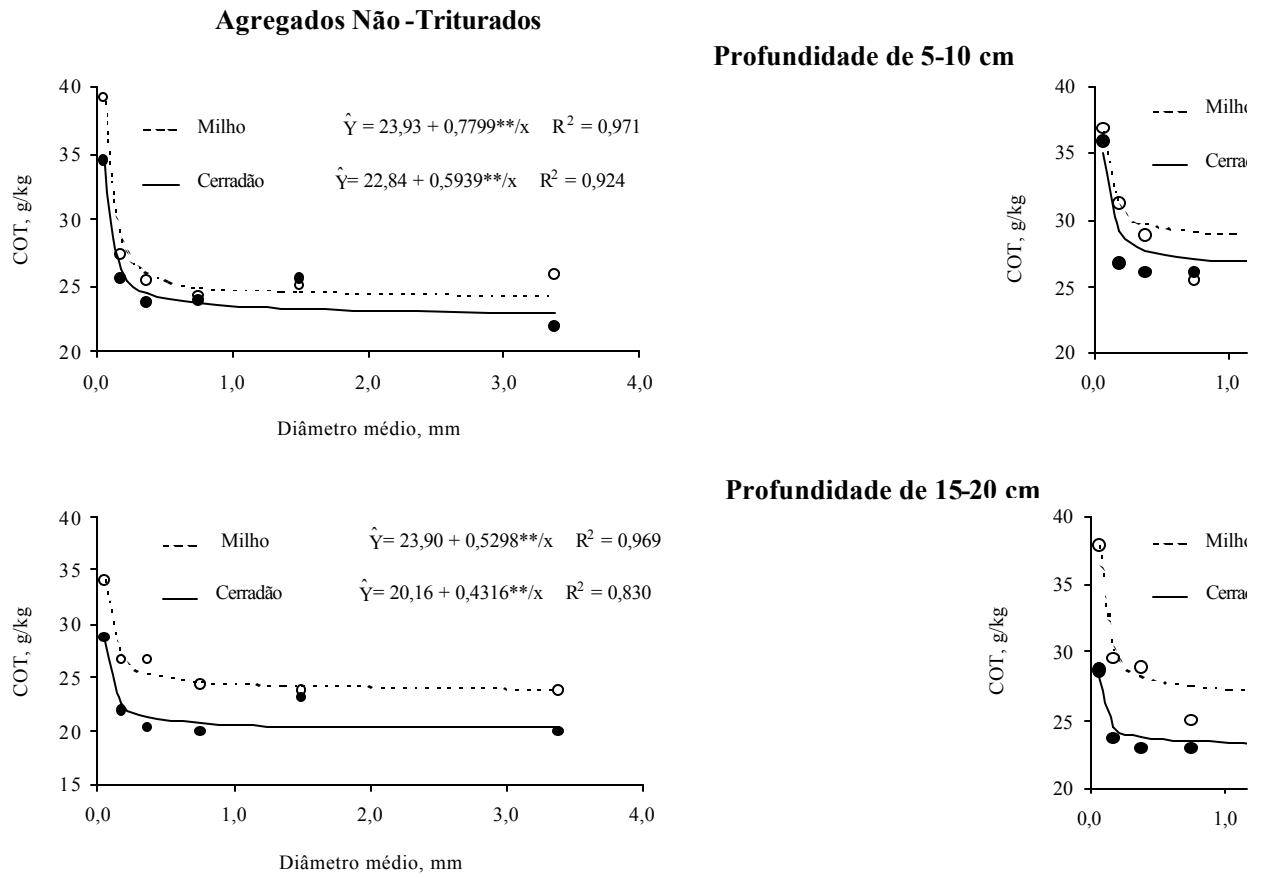 Agregados Não -Triturados
Profundidade de 5-10 cm
40
35
30
25
20
COT, g/kg
Milho Ŷ = 23,93 + 0,7799**/x R² = 0,971
Cerradão Ŷ= 22,84 + 0,5939**/x R² = 0,924
0,0 1,0 2,0 3,0 4,0
Diâmetro médio, mm
40
35
30
25
20
COT, g/kg
0,0 1,0
Profundidade de 15-20 cm
40
35
30
25
20
15
COT, g/kg
Milho Ŷ= 23,90 + 0,5298**/x R² = 0,969
Cerradão Ŷ= 20,16 + 0,4316**/x R² = 0,830
0,0 1,0 2,0 3,0 4,0
Diâmetro médio, mm
40
35
30
25
20
COT, g/kg
0,0 1,0